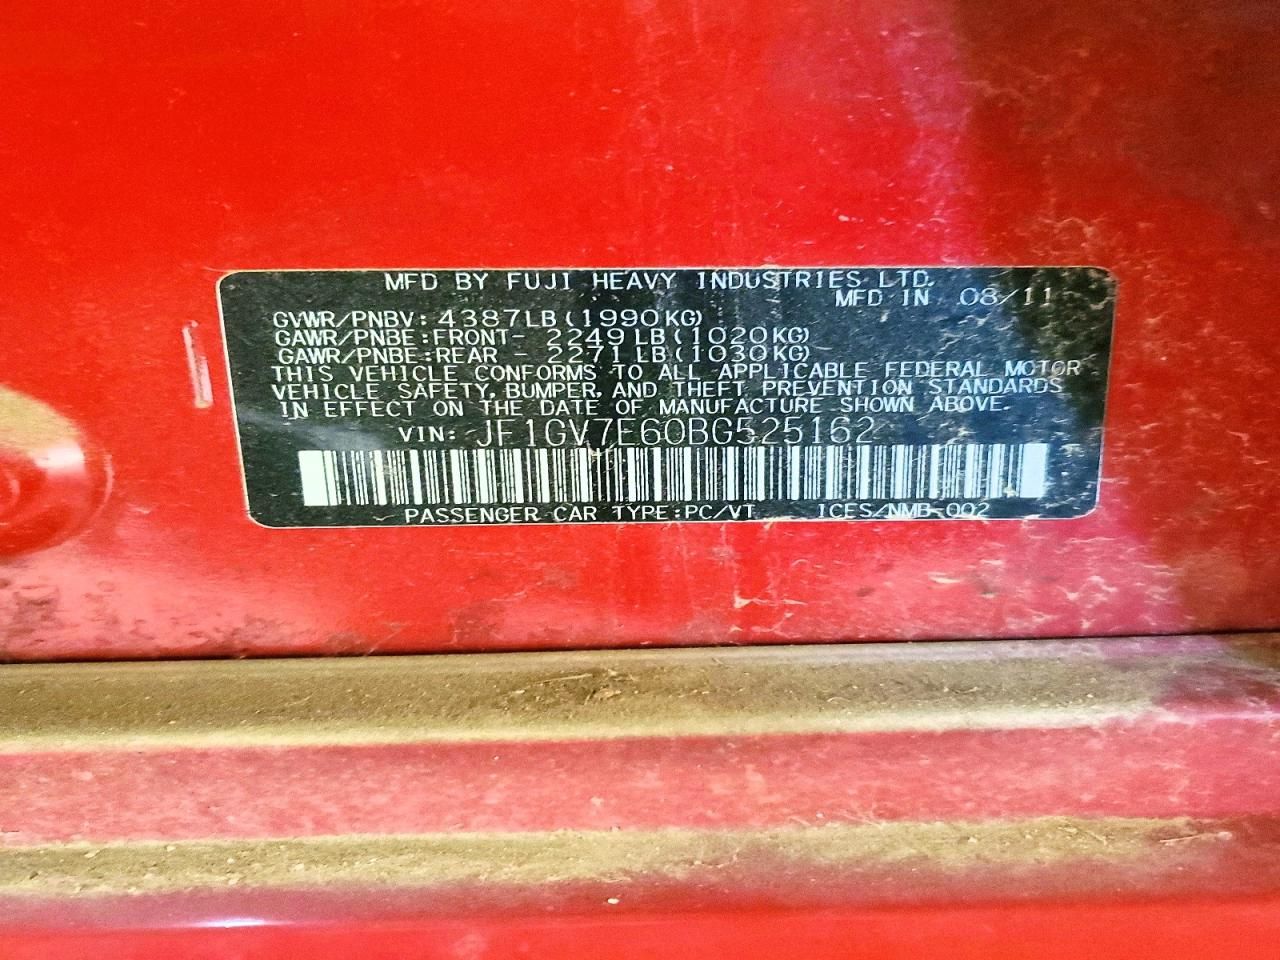 MFD BY FUJI HEAVY INDUSTRIES LTD.
MFD IN 08/11
GVWR/PNBV: 4387LB(1990KG)
GAWR/PNBE:FRONT- 2249LB(1020KG)
GAWR/PNBE:REAR - 2271LB(1030KG)
THIS VEHICLE CONFORMS TO ALL APPLICABLE FEDERAL MOTOR
VEHICLE SAFETY, BUMPER, AND THEFT PREVENTION STANDARDS
IN EFFECT ON THE DATE OF MANUFACTURE SHOWN ABOVE.
VIN: JF1GV7E60BG525162
PASSENGER CAR TYPE:PC/VT ICES/NMB-002